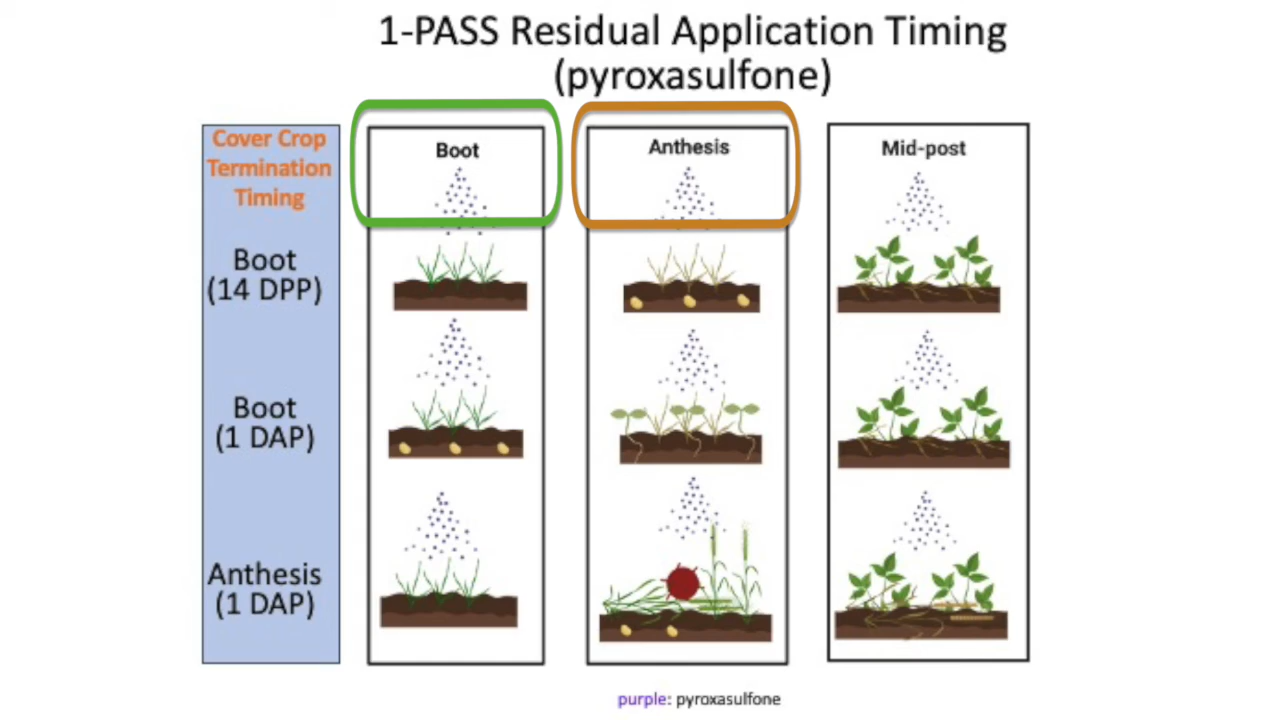 1-PASS Residual Application Timing
(pyroxasulfone)
Cover Crop
Termination
Timing
Boot
Anthesis
Mid-post
Boot
(14 DPP)
Boot
(1 DAP)
Anthesis
(1 DAP)
purple: pyroxasulfone